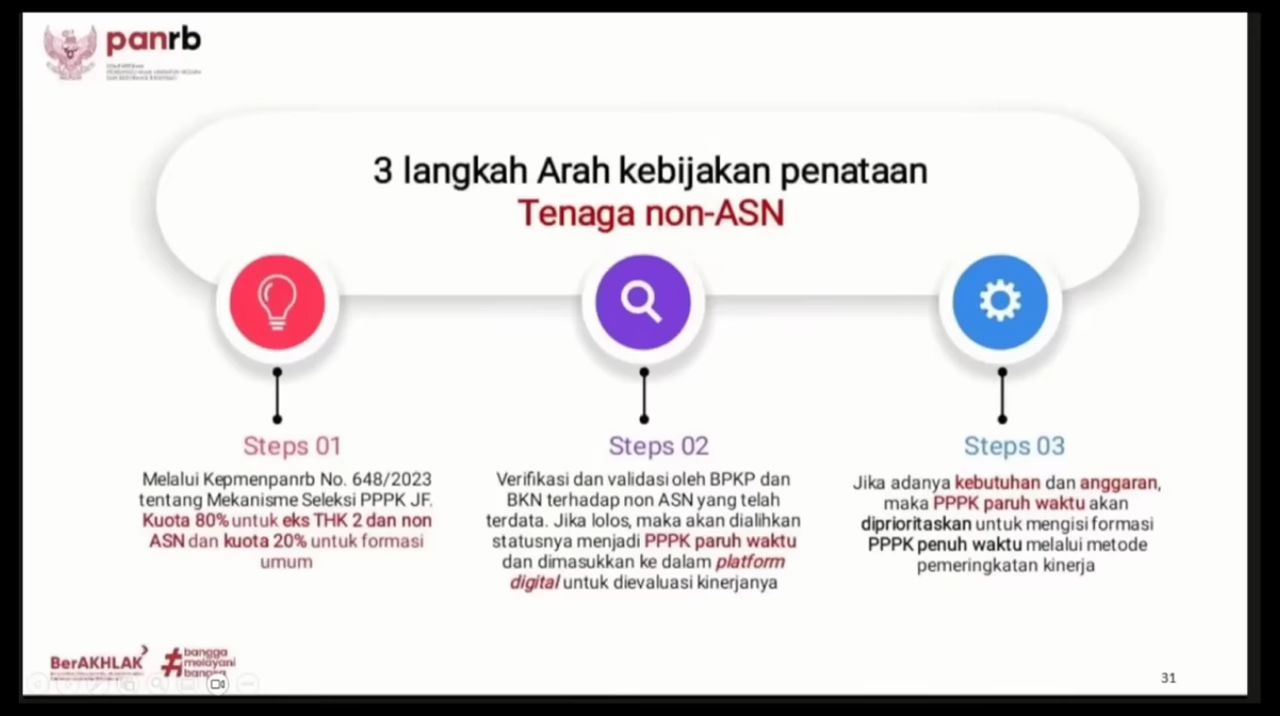 panrb
3 langkah Arah kebijakan penataan
Tenaga non-ASN
Steps 01
Melalui Kepmenpanrb No. 648/2023
tentang Mekanisme Seleksi PPPK JF.
Kuota 80% untuk eks THK 2 dan non
ASN dan kuota 20% untuk formasi
umum
Steps 02
Verifikasi dan validasi oleh BPKP dan
BKN terhadap non ASN yang telah
terdata. Jika lolos, maka akan dialihkan
statusnya menjadi PPPK paruh waktu
dan dimasukkan ke dalam platform
digital untuk dievaluasi kinerjanya
Steps 03
Jika adanya kebutuhan dan anggaran,
maka PPPK paruh waktu akan
diprioritaskan untuk mengisi formasi
PPPK penuh waktu melalui metode
pemeringkatan kinerja
BerAKHLAK
#bangga
melayani
bangsa
31